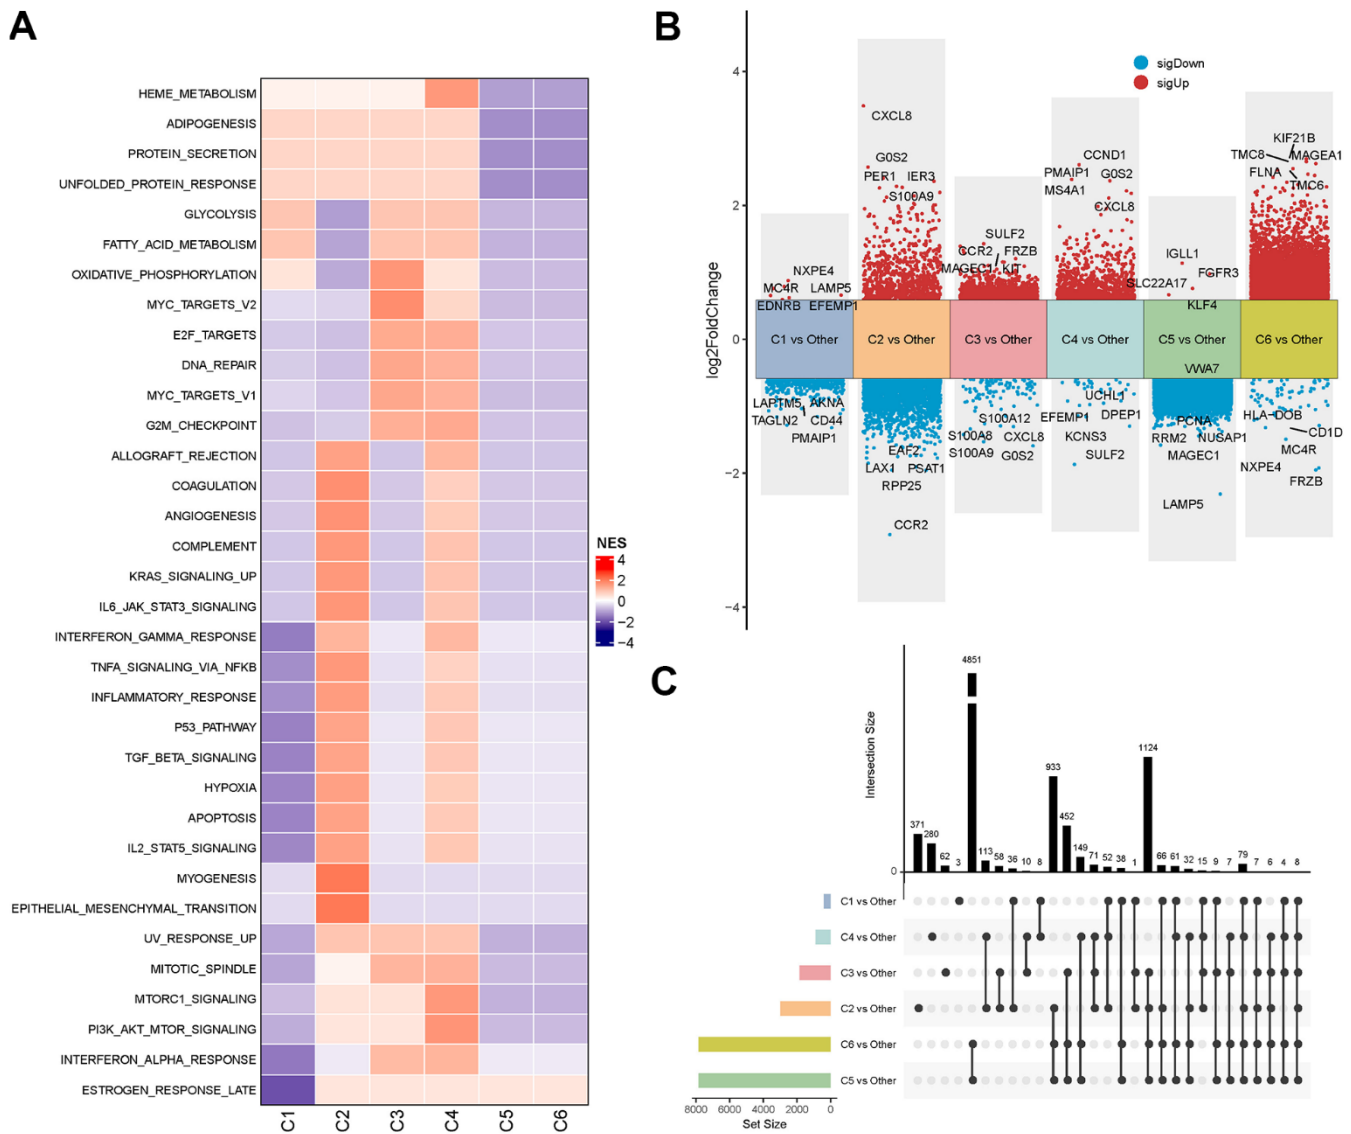 A
HEME_METABOLISM
ADIPOGENESIS
PROTEIN_SECRETION
UNFOLDED_PROTEIN_RESPONSE
GLYCOLYSIS
FATTY_ACID_METABOLISM
OXIDATIVE_PHOSPHORYLATION
MYC_TARGETS_V2
E2F_TARGETS
DNA_REPAIR
MYC_TARGETS_V1
G2M_CHECKPOINT
ALLOGRAFT_REJECTION
COAGULATION
ANGIOGENESIS
COMPLEMENT
KRAS_SIGNALING_UP
IL6_JAK_STAT3_SIGNALING
INTERFERON_GAMMA_RESPONSE
TNFA_SIGNALING_VIA_NFKB
INFLAMMATORY_RESPONSE
P53_PATHWAY
TGF_BETA_SIGNALING
HYPOXIA
APOPTOSIS
IL2_STAT5_SIGNALING
MYOGENESIS
EPITHELIAL_MESENCHYMAL_TRANSITION
UV_RESPONSE_UP
MITOTIC_SPINDLE
MTORC1_SIGNALING
PI3K_AKT_MTOR_SIGNALING
INTERFERON_ALPHA_RESPONSE
ESTROGEN_RESPONSE_LATE
C1 C2 C3 C4 C5 C6
NES
4
2
0
−2
−4
B
log2FoldChange
4
2
0
−2
−4
sigDown
sigUp
NXPE4
MC4R LAMP5
EDNRB EFEMP1
C1 vs Other
LAPTM5 AKNA
TAGLN2 CD44
PMAIP1
CXCL8
G0S2
PER1 IER3
S100A9
C2 vs Other
EAF2
LAX1 PSAT1
RPP25
CCR2
SULF2
CCR2 FRZB
MAGEC1 KIT
C3 vs Other
S100A12
S100A8 CXCL8
S100A9 G0S2
CCND1
PMAIP1 G0S2
MS4A1
CXCL8
C4 vs Other
UCHL1
EFEMP1 DPEP1
KCNS3
SULF2
IGLL1
FGFR3
SLC22A17
KLF4
C5 vs Other
VWA7
PCNA
RRM2 NUSAP1
MAGEC1
LAMP5
KIF21B
TMC8 MAGEA1
FLNA
TMC6
C6 vs Other
HLA-DOB
CD1D
MC4R
NXPE4
FRZB
C
Intersection Size
0
371 280 62 3 4851 113 58 36 10 8 933 452 149 71 52 38 1 1124 66 61 32 15 9 7 79 7 6 4 8
C1 vs Other
C4 vs Other
C3 vs Other
C2 vs Other
C6 vs Other
C5 vs Other
8000 6000 4000 2000 0
Set Size